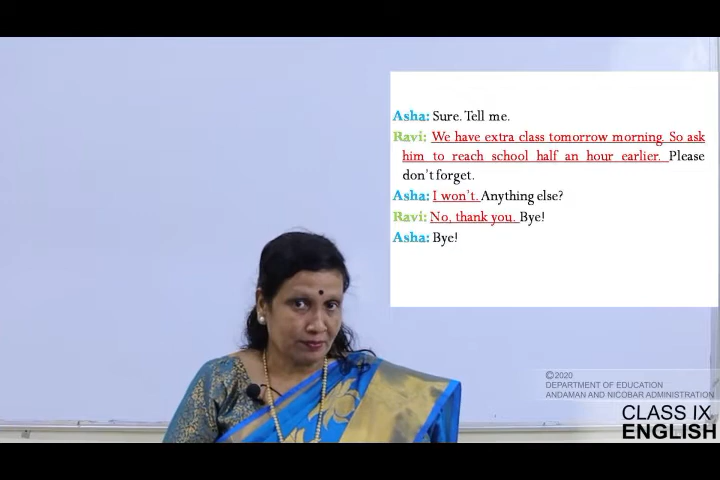 Asha: Sure. Tell me.
Ravi: We have extra class tomorrow morning. So ask
him to reach school half an hour earlier. Please
don't forget.
Asha: I won't. Anything else?
Ravi: No, thank you. Bye!
Asha: Bye!
©2020
DEPARTMENT OF EDUCATION
ANDAMAN AND NICOBAR ADMINISTRATION
CLASS IX
ENGLISH